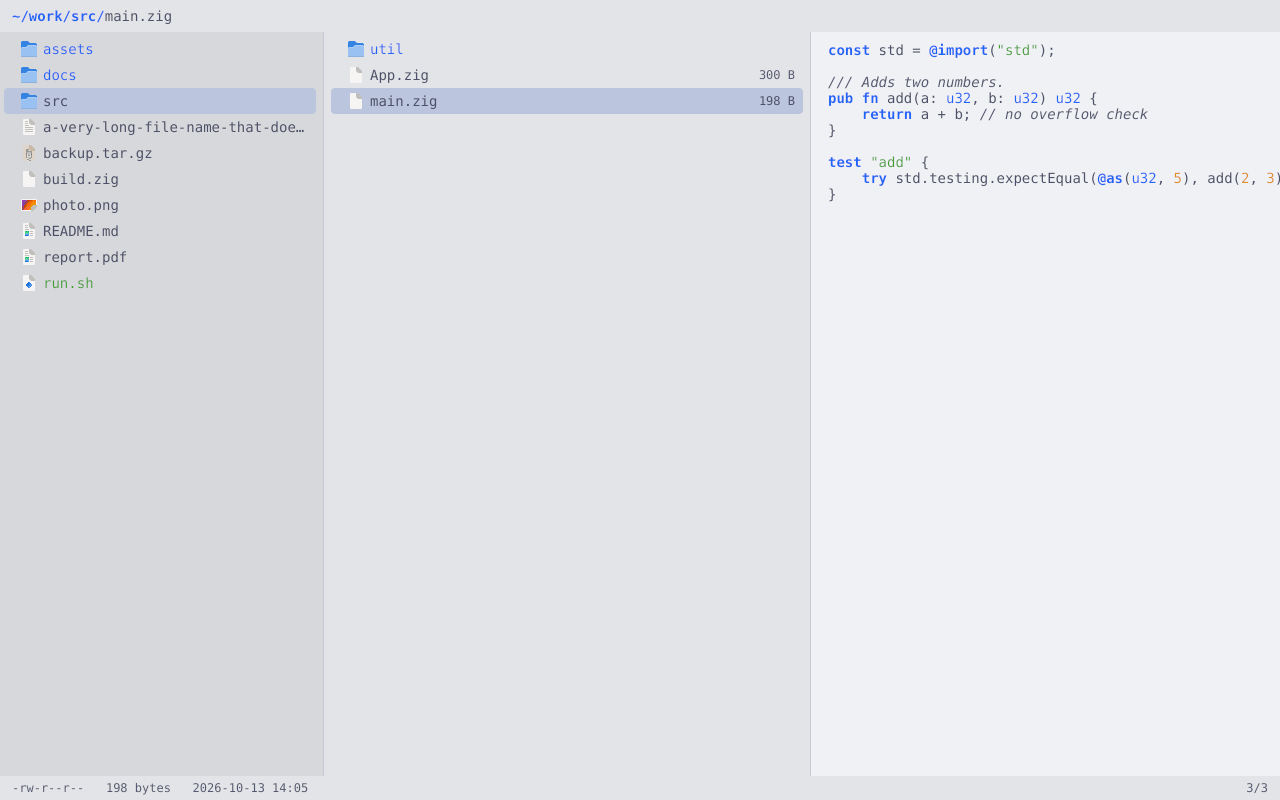 ~/work/src/main.zig
assets
docs
src
a-very-long-file-name-that-doe…
backup.tar.gz
build.zig
photo.png
README.md
report.pdf
run.sh
util
App.zig 300 B
main.zig 198 B
const std = @import("std");
/// Adds two numbers.
pub fn add(a: u32, b: u32) u32 {
    return a + b; // no overflow check
}
test "add" {
    try std.testing.expectEqual(@as(u32, 5), add(2, 3)
}
-rw-r--r-- 198 bytes 2026-10-13 14:05 3/3